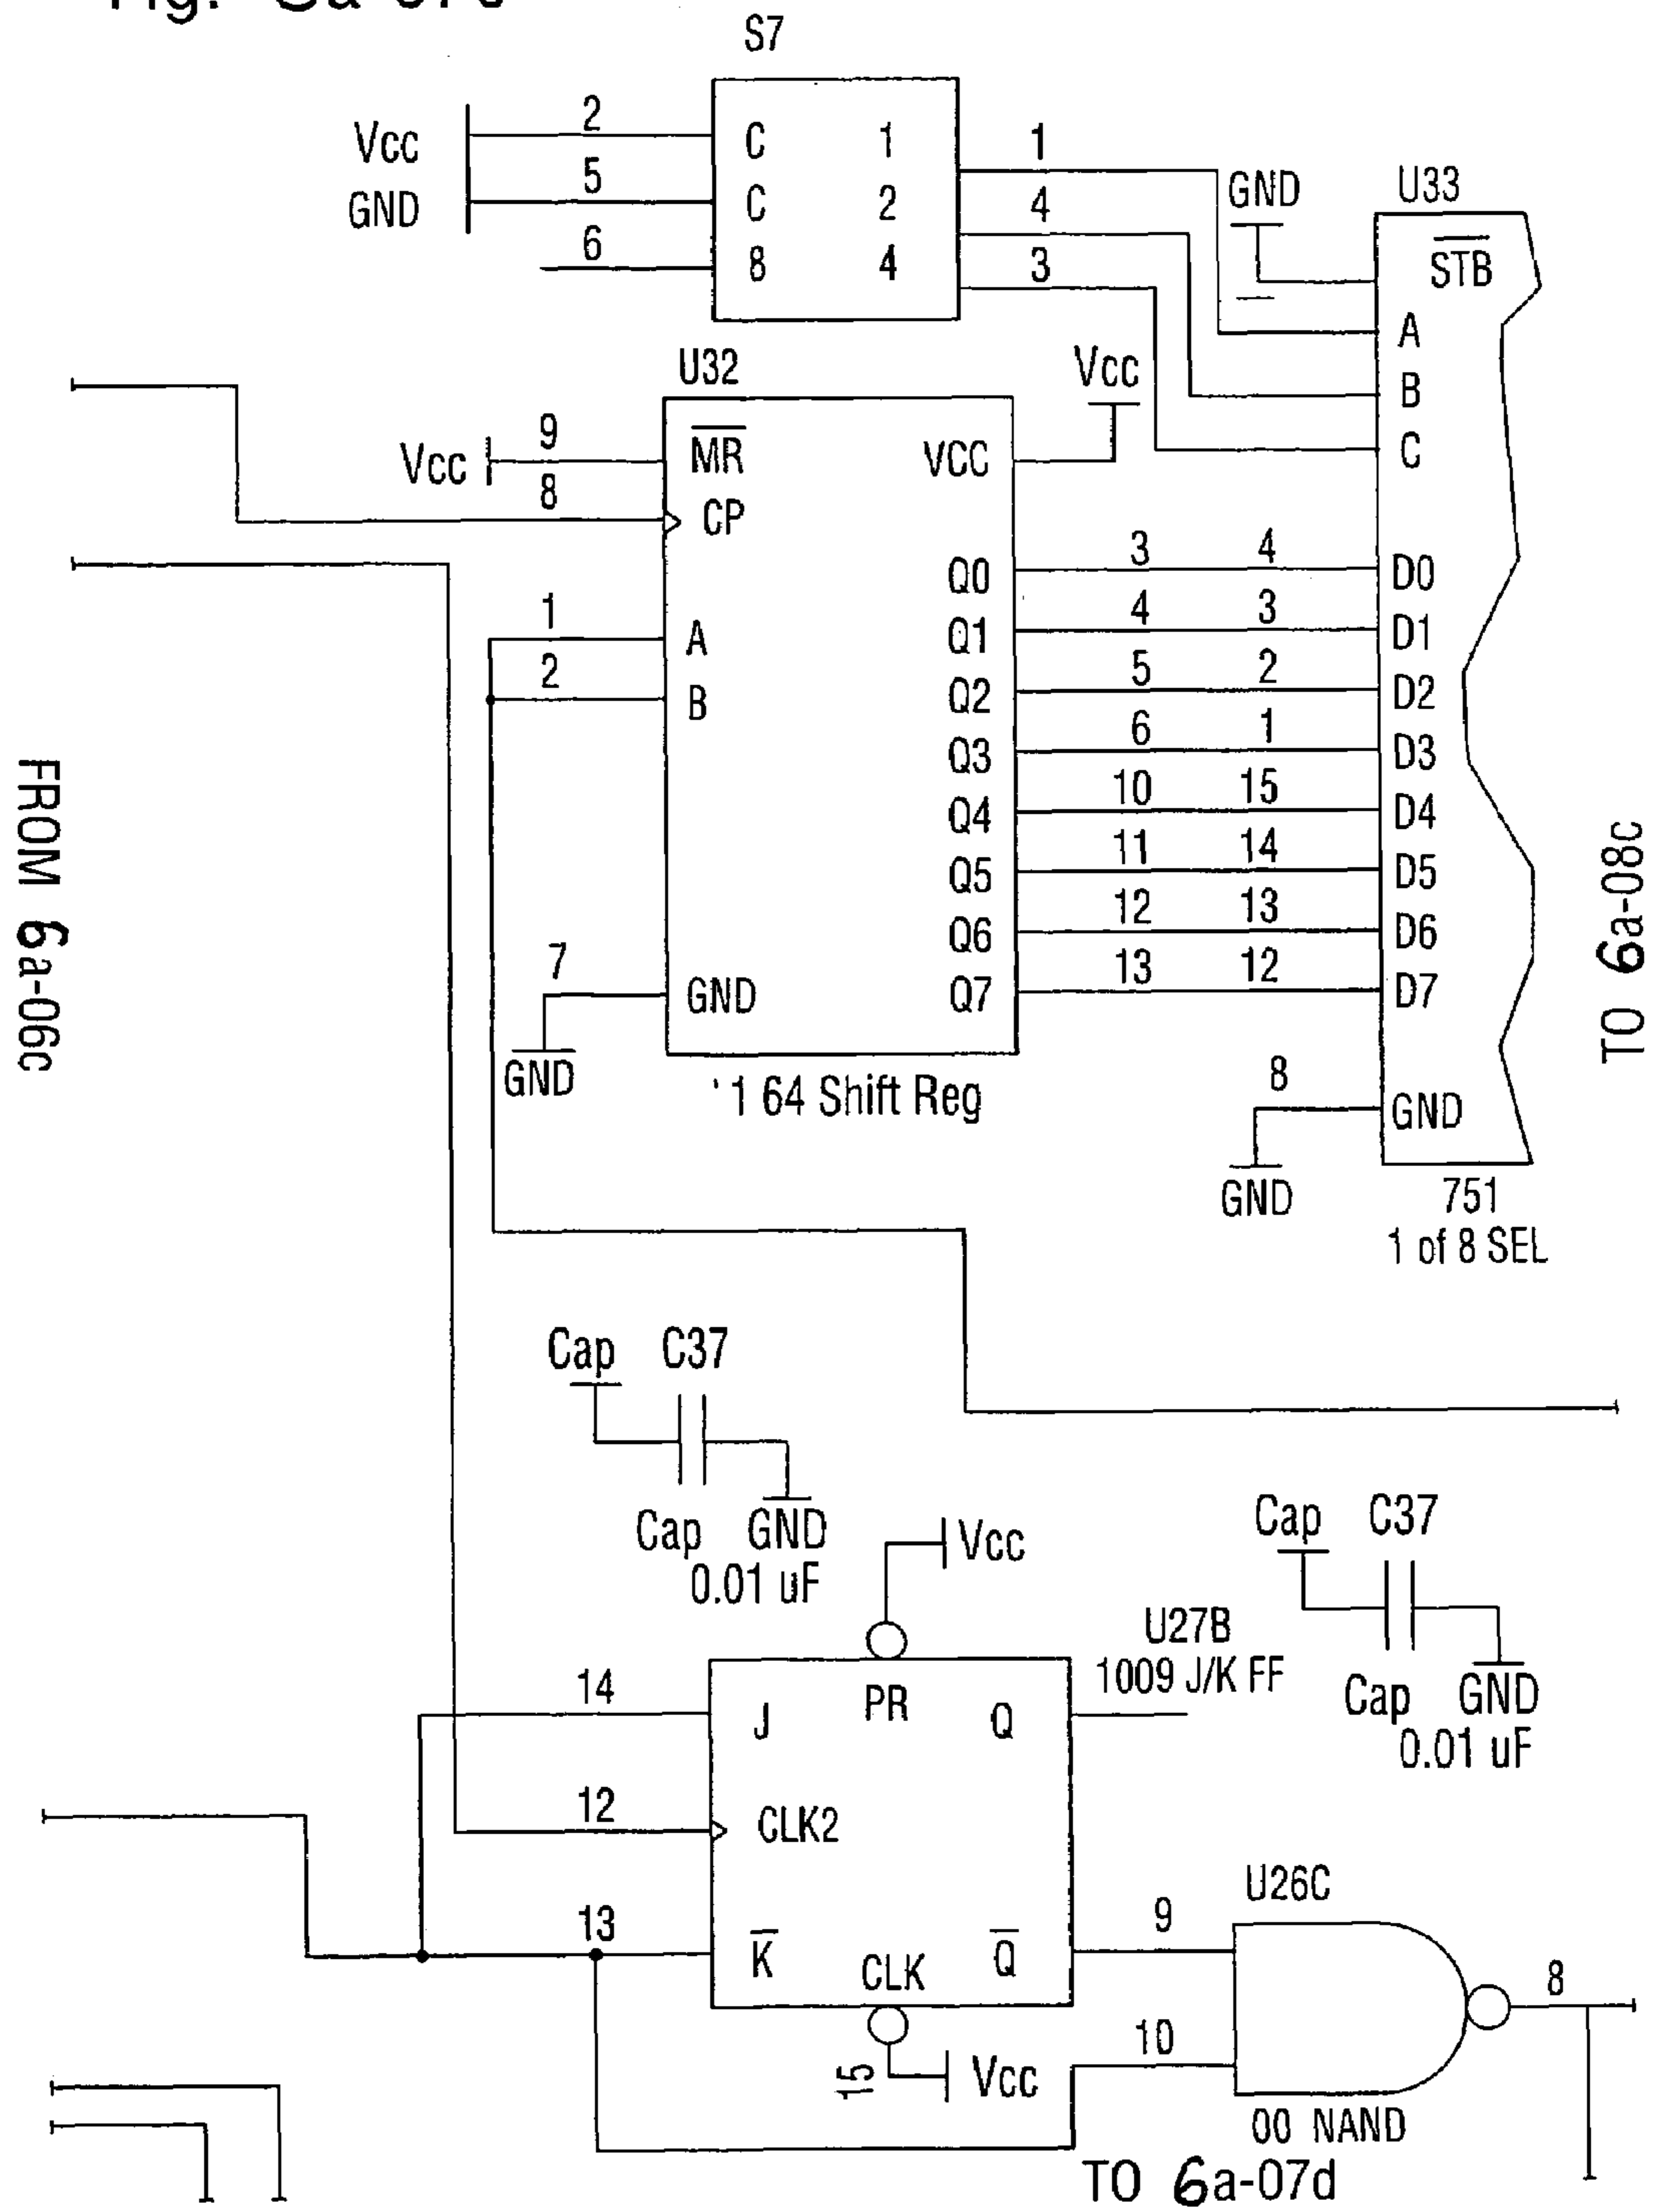 S7
Vcc 2 C 1 1
GND 5 C 2 4
6 8 4 3
GND
U33
STB
A
B
C
U32
Vcc
Vcc 9 MR VCC
8 CP
Q0 3 4 D0
1 A Q1 4 3 D1
2 B Q2 5 2 D2
Q3 6 1 D3
Q4 10 15 D4
Q5 11 14 D5
Q6 12 13 D6
7 GND Q7 13 12 D7
GND
'1 64 Shift Reg
8 GND
GND
751
1 of 8 SEL
FROM 6a-06c
TO 6a-08c
Cap C37
Cap GND
0.01 uF
Cap C37
Cap GND
0.01 uF
Vcc
U27B
1009 J/K FF
14 J PR Q
12 CLK2
13 K CLK Q
15 Vcc
U26C
9
10
8
00 NAND
TO 6a-07d